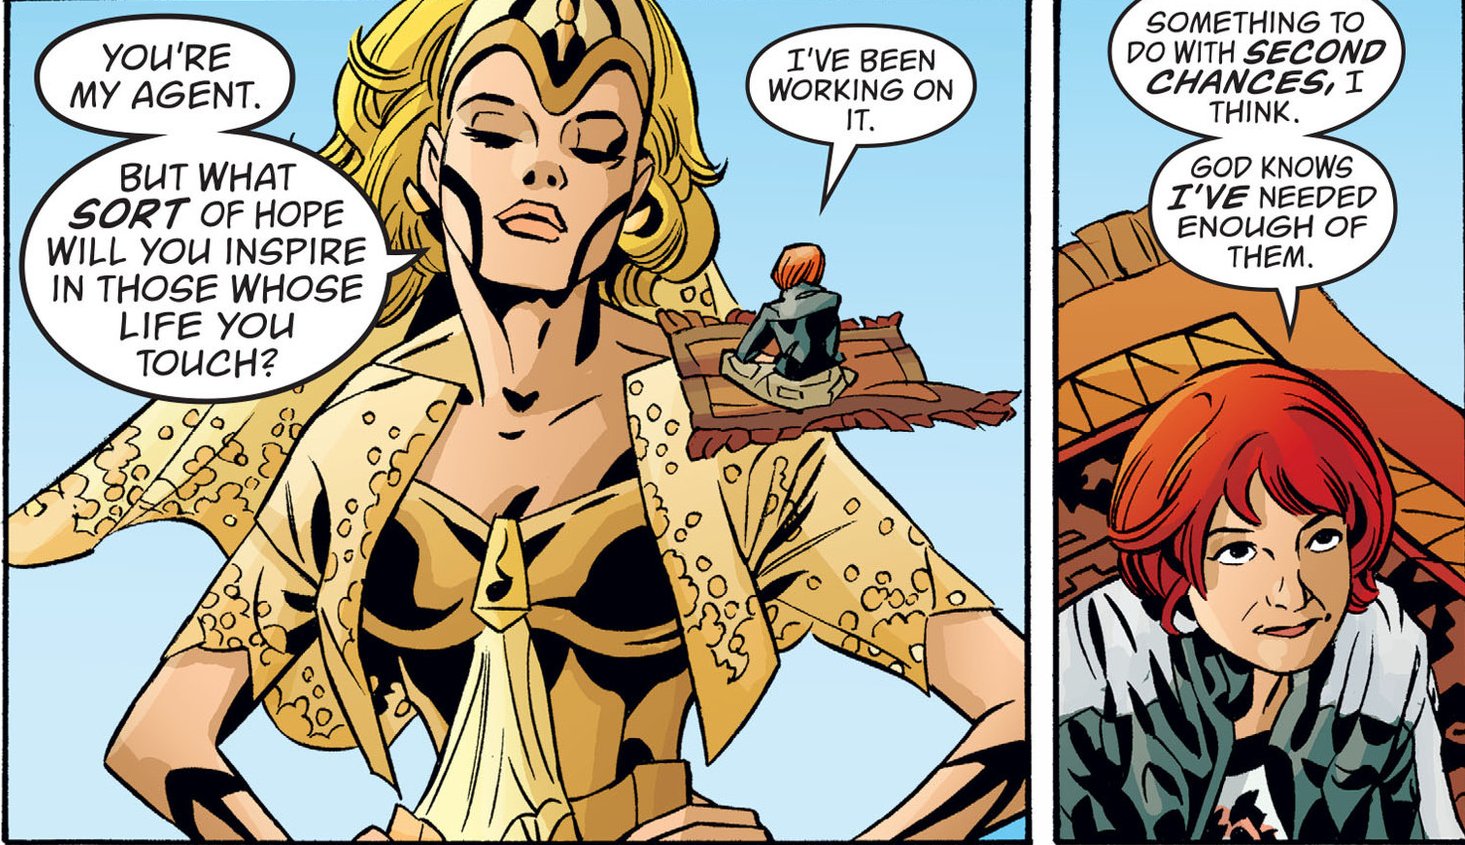 YOU'RE
MY AGENT.
BUT WHAT
SORT OF HOPE
WILL YOU INSPIRE
IN THOSE WHOSE
LIFE YOU
TOUCH?
I'VE BEEN
WORKING ON
IT.
SOMETHING TO
DO WITH SECOND
CHANCES, I
THINK.
GOD KNOWS
I'VE NEEDED
ENOUGH OF
THEM.